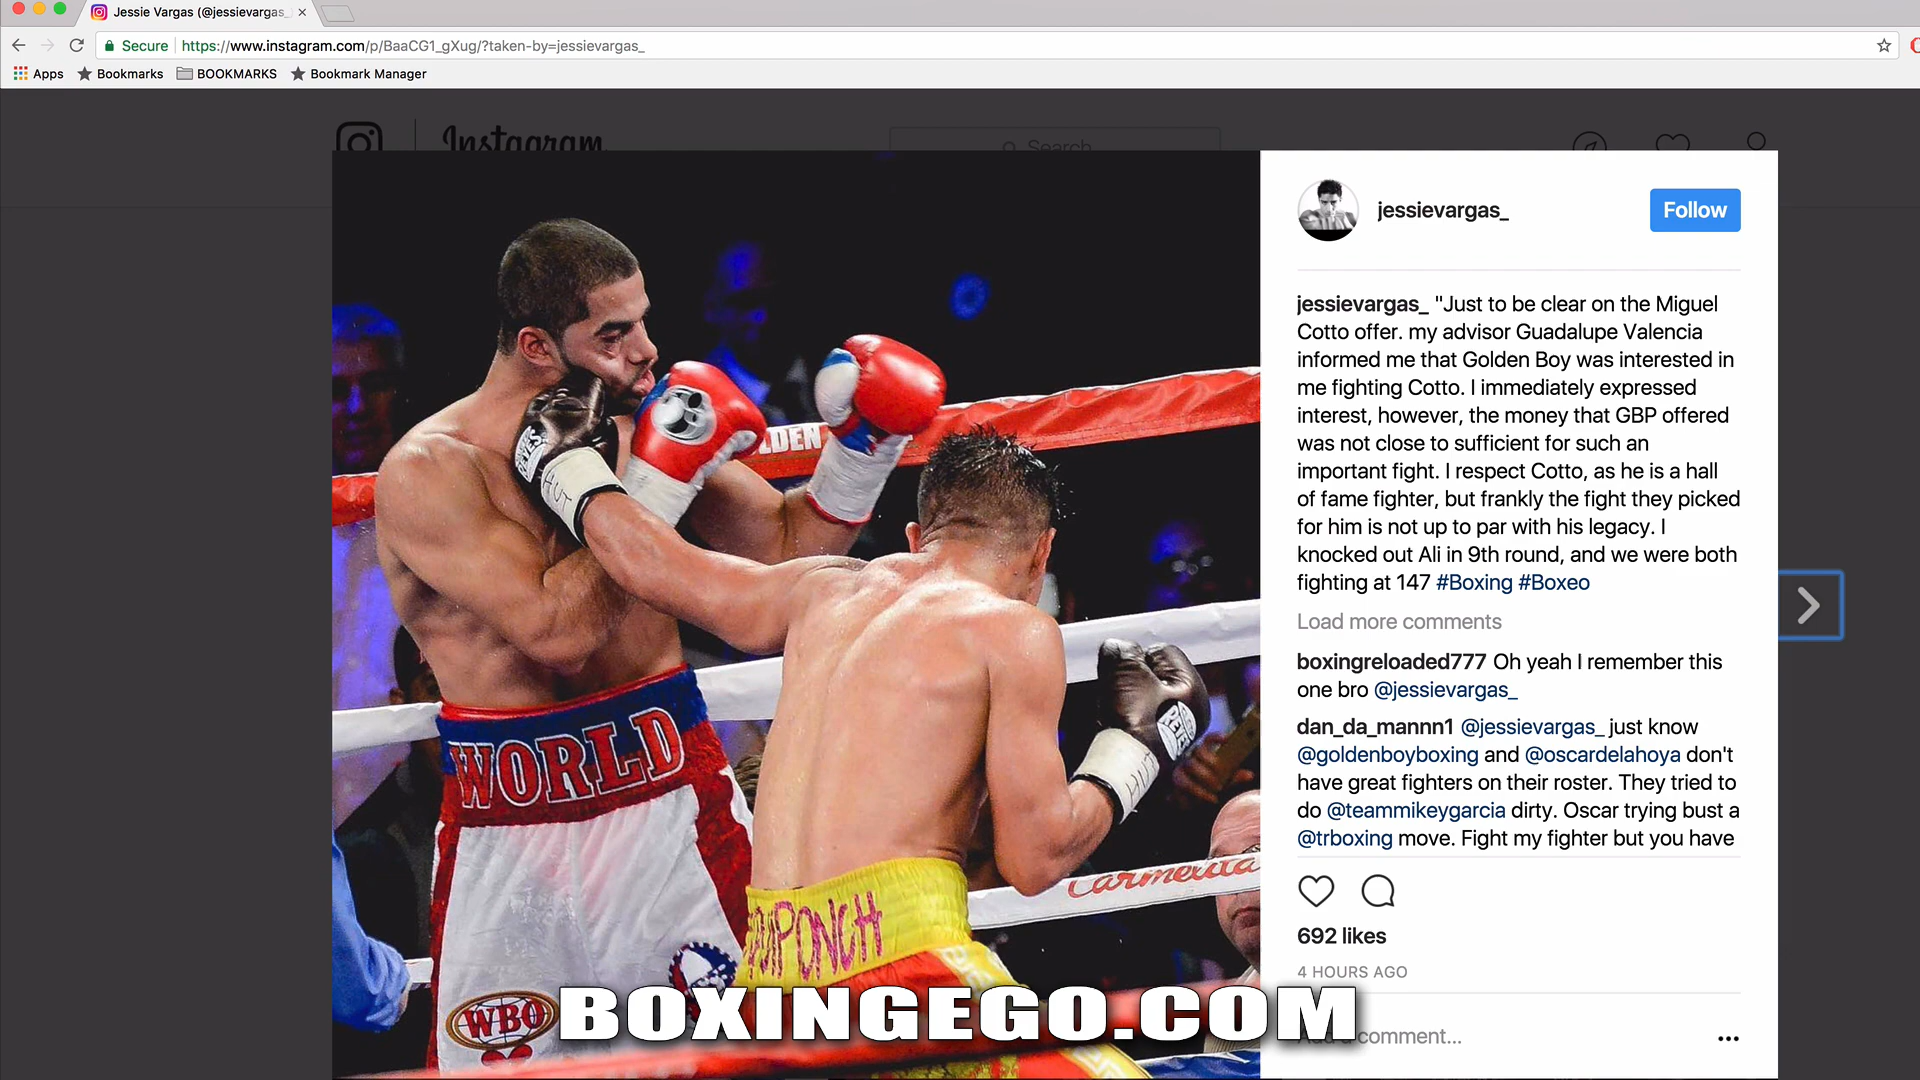 Jessie Vargas (@jessievargas_
Secure https://www.instagram.com/p/BaaCG1_gXug/?taken-by=jessievargas_
Apps Bookmarks BOOKMARKS Bookmark Manager
Instagram Search
jessievargas_ Follow
jessievargas_ "Just to be clear on the Miguel
Cotto offer. my advisor Guadalupe Valencia
informed me that Golden Boy was interested in
me fighting Cotto. I immediately expressed
interest, however, the money that GBP offered
was not close to sufficient for such an
important fight. I respect Cotto, as he is a hall
of fame fighter, but frankly the fight they picked
for him is not up to par with his legacy. I
knocked out Ali in 9th round, and we were both
fighting at 147 #Boxing #Boxeo
Load more comments
boxingreloaded777 Oh yeah I remember this
one bro @jessievargas_
dan_da_mannn1 @jessievargas_ just know
@goldenboyboxing and @oscardelahoya don't
have great fighters on their roster. They tried to
do @teammikeygarcia dirty. Oscar trying bust a
@trboxing move. Fight my fighter but you have
692 likes
4 HOURS AGO
Add a comment...
LDEN
REYES
HUT
WORLD
REYES
Carmelita
WBO
BOXINGEGO.COM